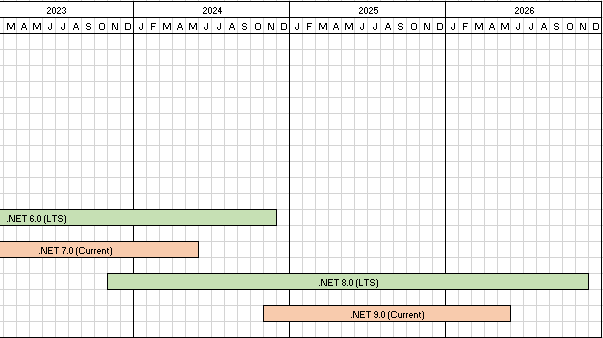 2023 2024 2025 2026
M A M J J A S O N D J F M A M J J A S O N D J F M A M J J A S O N D J F M A M J J A S O N D
.NET 6.0 (LTS)
.NET 7.0 (Current)
.NET 8.0 (LTS)
.NET 9.0 (Current)